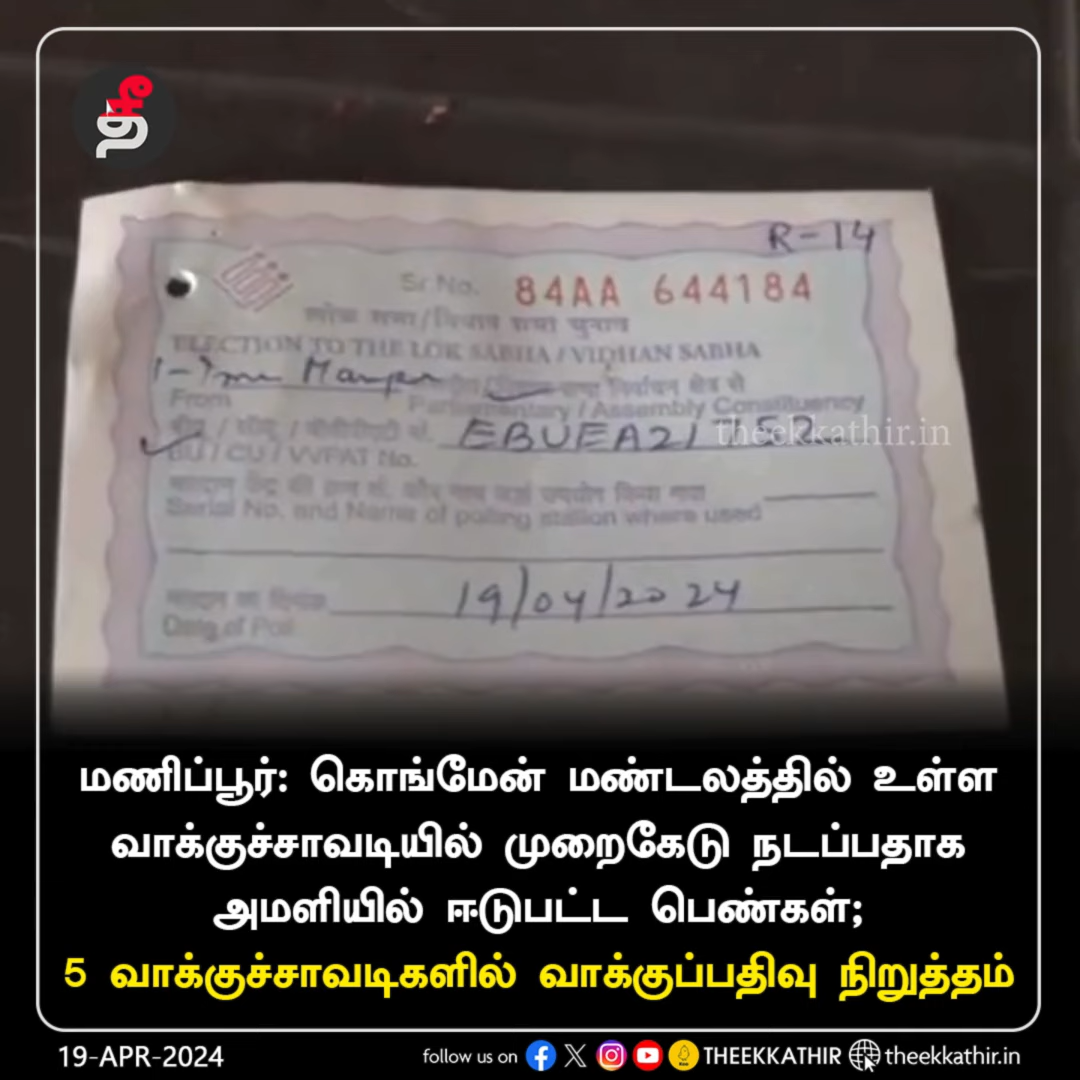 தீ
R-14
Sr No. 84AA 644184
लोक सभा/विधान सभा चुनाव
ELECTION TO THE LOK SABHA / VIDHAN SABHA
सभा निर्वाचन क्षेत्र से
From Parliamentary / Assembly Constituency
theekkathir.in
BU / CU / VVPAT No.
Serial No. and Name of polling station where used
मतदान का दिनांक 19/04/2024
Date of Poll
மணிப்பூர்: கொங்மேன் மண்டலத்தில் உள்ள
வாக்குச்சாவடியில் முறைகேடு நடப்பதாக
அமளியில் ஈடுபட்ட பெண்கள்;
5 வாக்குச்சாவடிகளில் வாக்குப்பதிவு நிறுத்தம்
19-APR-2024 follow us on THEEKKATHIR theekkathir.in